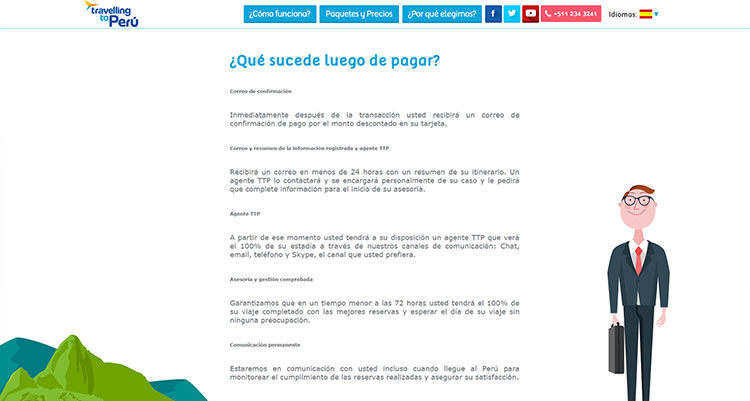 travelling
to Perú
¿Cómo funciona?
Paquetes y Precios
¿Por qué elegirnos?
+511 234 3241
Idiomas:
¿Qué sucede luego de pagar?
Correo de confirmación
Inmediatamente después de la transacción usted recibirá un correo de
confirmación de pago por el monto descontado en su tarjeta.
Correo y resumen de la información registrada y agente TTP
Recibirá un correo en menos de 24 horas con un resumen de su itinerario. Un
agente TTP lo contactará y se encargará personalmente de su caso y le pedirá
que complete información para el inicio de su asesoría.
Agente TTP
A partir de ese momento usted tendrá a su disposición un agente TTP que verá
el 100% de su estadía a través de nuestros canales de comunicación: Chat,
email, teléfono y Skype, el canal que usted prefiera.
Asesoría y gestión comprobada
Garantizamos que en un tiempo menor a las 72 horas usted tendrá el 100% de
su viaje completado con las mejores reservas y esperar el día de su viaje sin
ninguna preocupación.
Comunicación permanente
Estaremos en comunicación con usted incluso cuando llegue al Perú para
monitorear el cumplimiento de las reservas realizadas y asegurar su satisfacción.